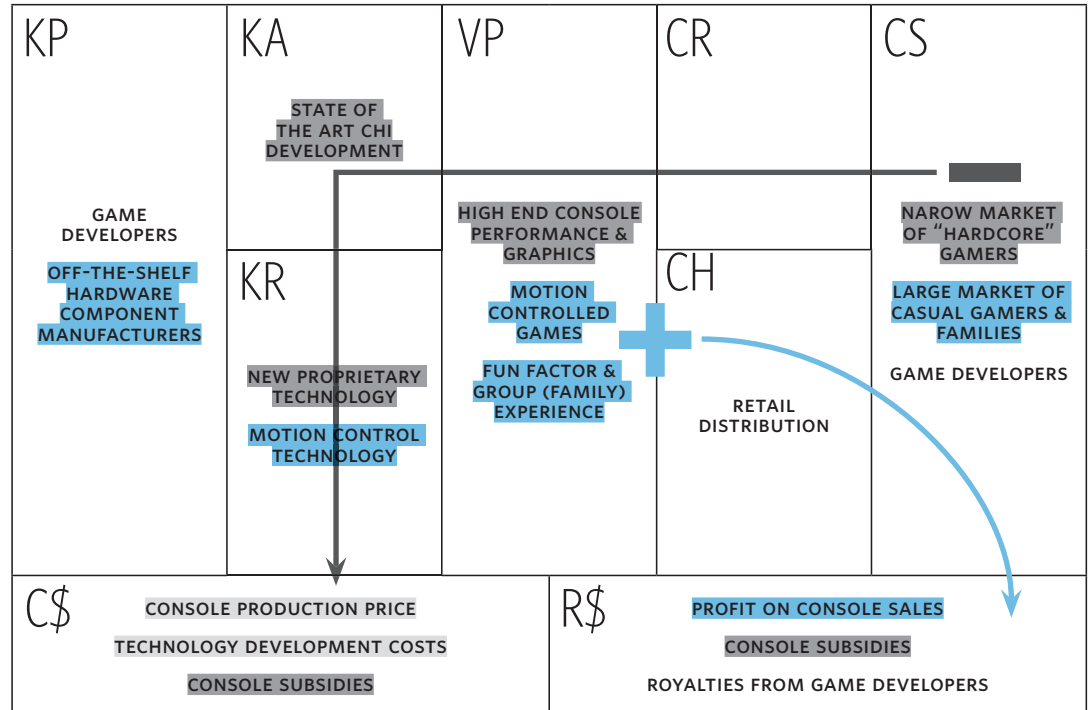 KP
GAME
DEVELOPERS
OFF-THE-SHELF
HARDWARE
COMPONENT
MANUFACTURERS
KA
STATE OF
THE ART CHI
DEVELOPMENT
KR
NEW PROPRIETARY
TECHNOLOGY
MOTION CONTROL
TECHNOLOGY
VP
HIGH END CONSOLE
PERFORMANCE &
GRAPHICS
MOTION
CONTROLLED
GAMES
FUN FACTOR &
GROUP (FAMILY)
EXPERIENCE
CR
CH
RETAIL
DISTRIBUTION
CS
NAROW MARKET
OF “HARDCORE”
GAMERS
LARGE MARKET OF
CASUAL GAMERS &
FAMILIES
GAME DEVELOPERS
C$
CONSOLE PRODUCTION PRICE
TECHNOLOGY DEVELOPMENT COSTS
CONSOLE SUBSIDIES
R$
PROFIT ON CONSOLE SALES
CONSOLE SUBSIDIES
ROYALTIES FROM GAME DEVELOPERS